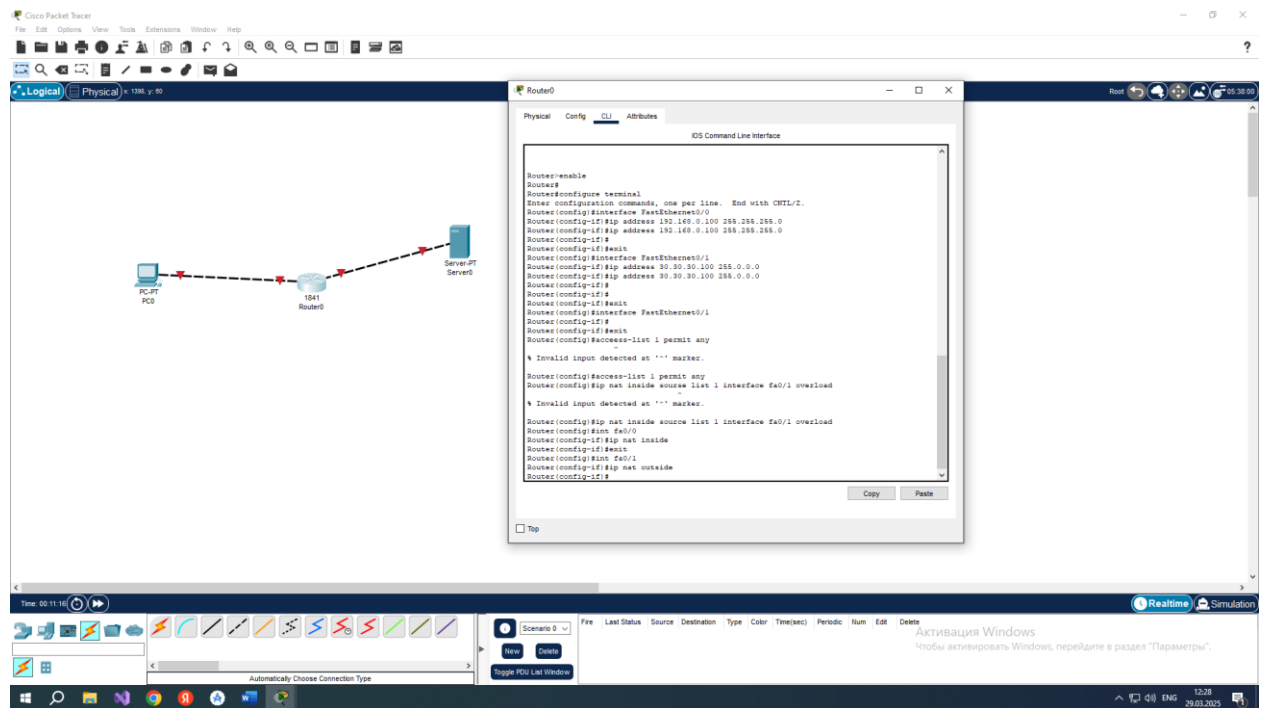 Cisco Packet Tracer
File Edit Options View Tools Extensions Window Help
?
Logical Physical x: 1398, y: 60
Root 05:38:00
Router0
Physical Config CLI Attributes
IOS Command Line Interface
Router>enable
Router#
Router#configure terminal
Enter configuration commands, one per line. End with CNTL/Z.
Router(config)#interface FastEthernet0/0
Router(config-if)#ip address 192.168.0.100 255.255.255.0
Router(config-if)#ip address 192.168.0.100 255.255.255.0
Router(config-if)#
Router(config-if)#exit
Router(config)#interface FastEthernet0/1
Router(config-if)#ip address 30.30.30.100 255.0.0.0
Router(config-if)#ip address 30.30.30.100 255.0.0.0
Router(config-if)#
Router(config-if)#
Router(config-if)#exit
Router(config)#interface FastEthernet0/1
Router(config-if)#
Router(config-if)#exit
Router(config)#acceess-list 1 permit any
^
% Invalid input detected at '^' marker.
Router(config)#access-list 1 permit any
Router(config)#ip nat inside sourse list 1 interface fa0/1 overload
^
% Invalid input detected at '^' marker.
Router(config)#ip nat inside source list 1 interface fa0/1 overload
Router(config)#int fa0/0
Router(config-if)#ip nat inside
Router(config-if)#exit
Router(config)#int fa0/1
Router(config-if)#ip nat outside
Router(config-if)#
Copy Paste
Top
Server-PT
Server0
PC-PT
PC0
1841
Router0
Time: 00:11:16
Realtime Simulation
Scenario 0
New Delete
Toggle PDU List Window
Fire Last Status Source Destination Type Color Time(sec) Periodic Num Edit Delete
Automatically Choose Connection Type
Активация Windows
Чтобы активировать Windows, перейдите в раздел "Параметры".
ENG
12:28
29.03.2025